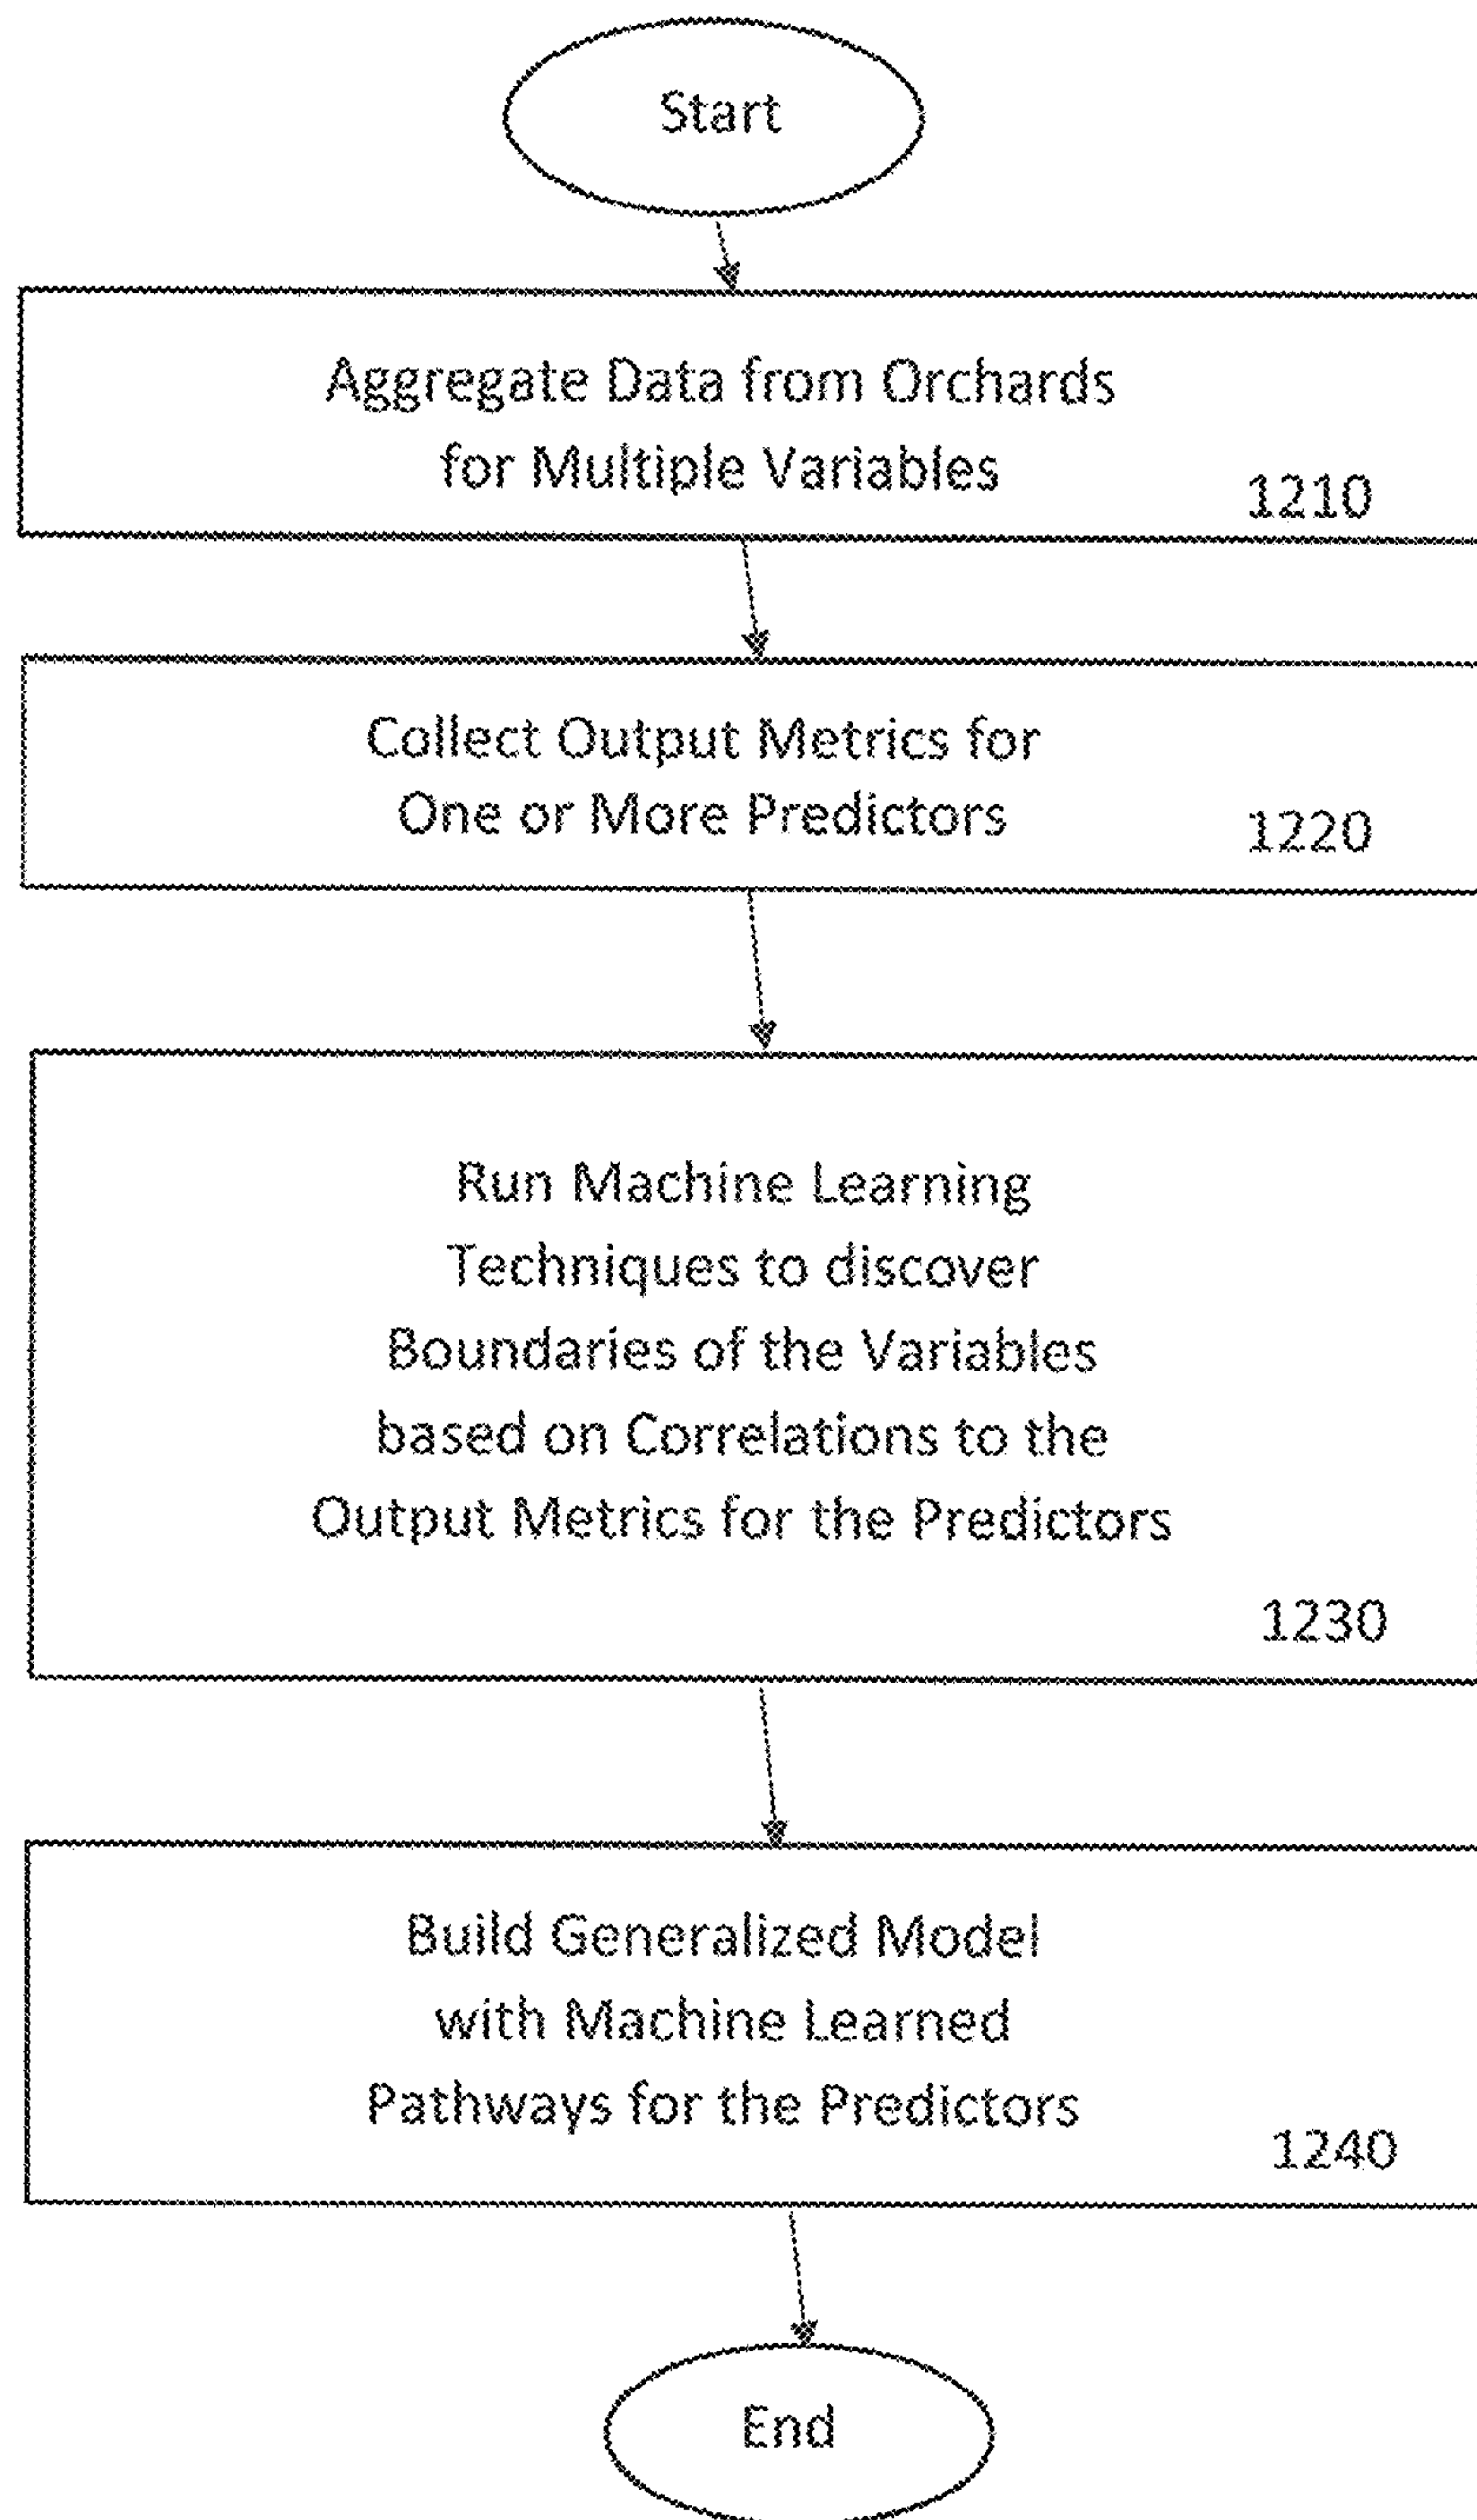 Start
Aggregate Data from Orchards
for Multiple Variables
1210
Collect Output Metrics for
One or More Predictors
1220
Run Machine Learning
Techniques to discover
Boundaries of the Variables
based on Correlations to the
Output Metrics for the Predictors
1230
Build Generalized Model
with Machine Learned
Pathways for the Predictors
1240
End